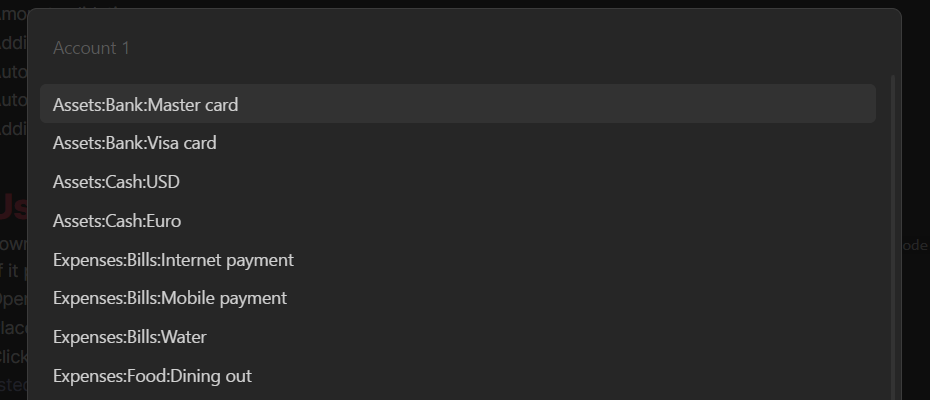 Account 1
Assets:Bank:Master card
Assets:Bank:Visa card
Assets:Cash:USD
Assets:Cash:Euro
Expenses:Bills:Internet payment
Expenses:Bills:Mobile payment
Expenses:Bills:Water
Expenses:Food:Dining out